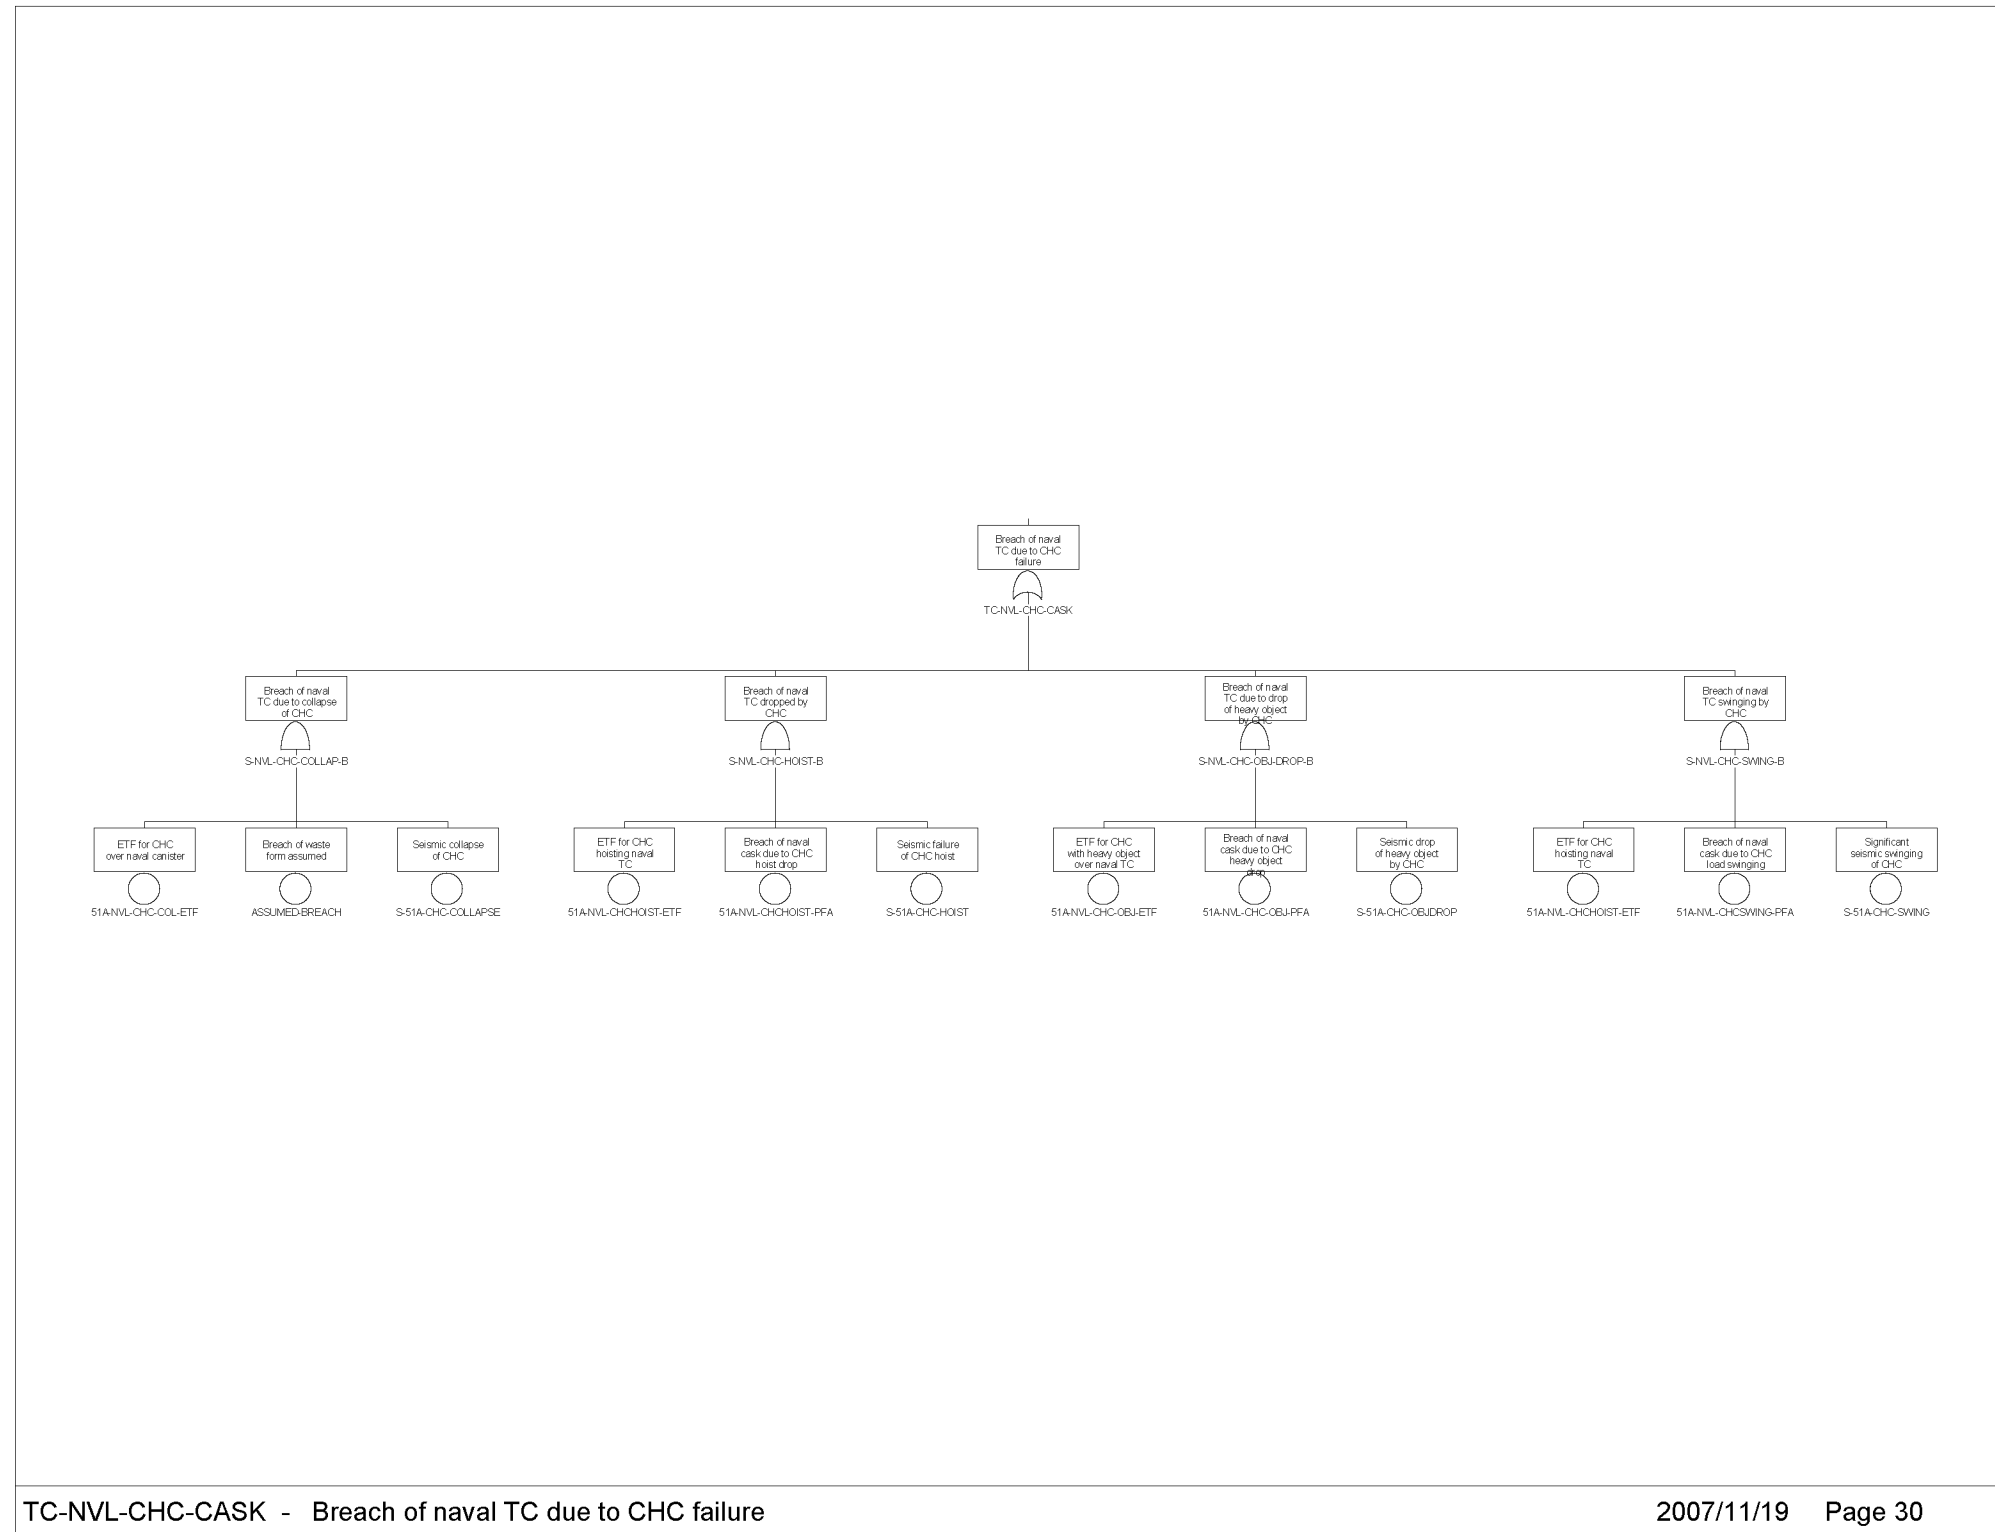 Breach of naval
TC due to CHC
failure
TC-NVL-CHC-CASK
Breach of naval
TC due to collapse
of CHC
S-NVL-CHC-COLLAP-B
Breach of naval
TC dropped by
CHC
S-NVL-CHC-HOIST-B
Breach of naval
TC due to drop
of heavy object
by CHC
S-NVL-CHC-OBJ-DROP-B
Breach of naval
TC swinging by
CHC
S-NVL-CHC-SWING-B
ETF for CHC
over naval canister
51A-NVL-CHC-COL-ETF
Breach of waste
form assumed
ASSUMED-BREACH
Seismic collapse
of CHC
S-51A-CHC-COLLAPSE
ETF for CHC
hoisting naval
TC
51A-NVL-CHCHOIST-ETF
Breach of naval
cask due to CHC
hoist drop
51A-NVL-CHCHOIST-PFA
Seismic failure
of CHC hoist
S-51A-CHC-HOIST
ETF for CHC
with heavy object
over naval TC
51A-NVL-CHC-OBJ-ETF
Breach of naval
cask due to CHC
heavy object
drop
51A-NVL-CHC-OBJ-PFA
Seismic drop
of heavy object
by CHC
S-51A-CHC-OBJDROP
ETF for CHC
hoisting naval
TC
51A-NVL-CHCHOIST-ETF
Breach of naval
cask due to CHC
load swinging
51A-NVL-CHCSWING-PFA
Significant
seismic swinging
of CHC
S-51A-CHC-SWING
TC-NVL-CHC-CASK - Breach of naval TC due to CHC failure
2007/11/19 Page 30